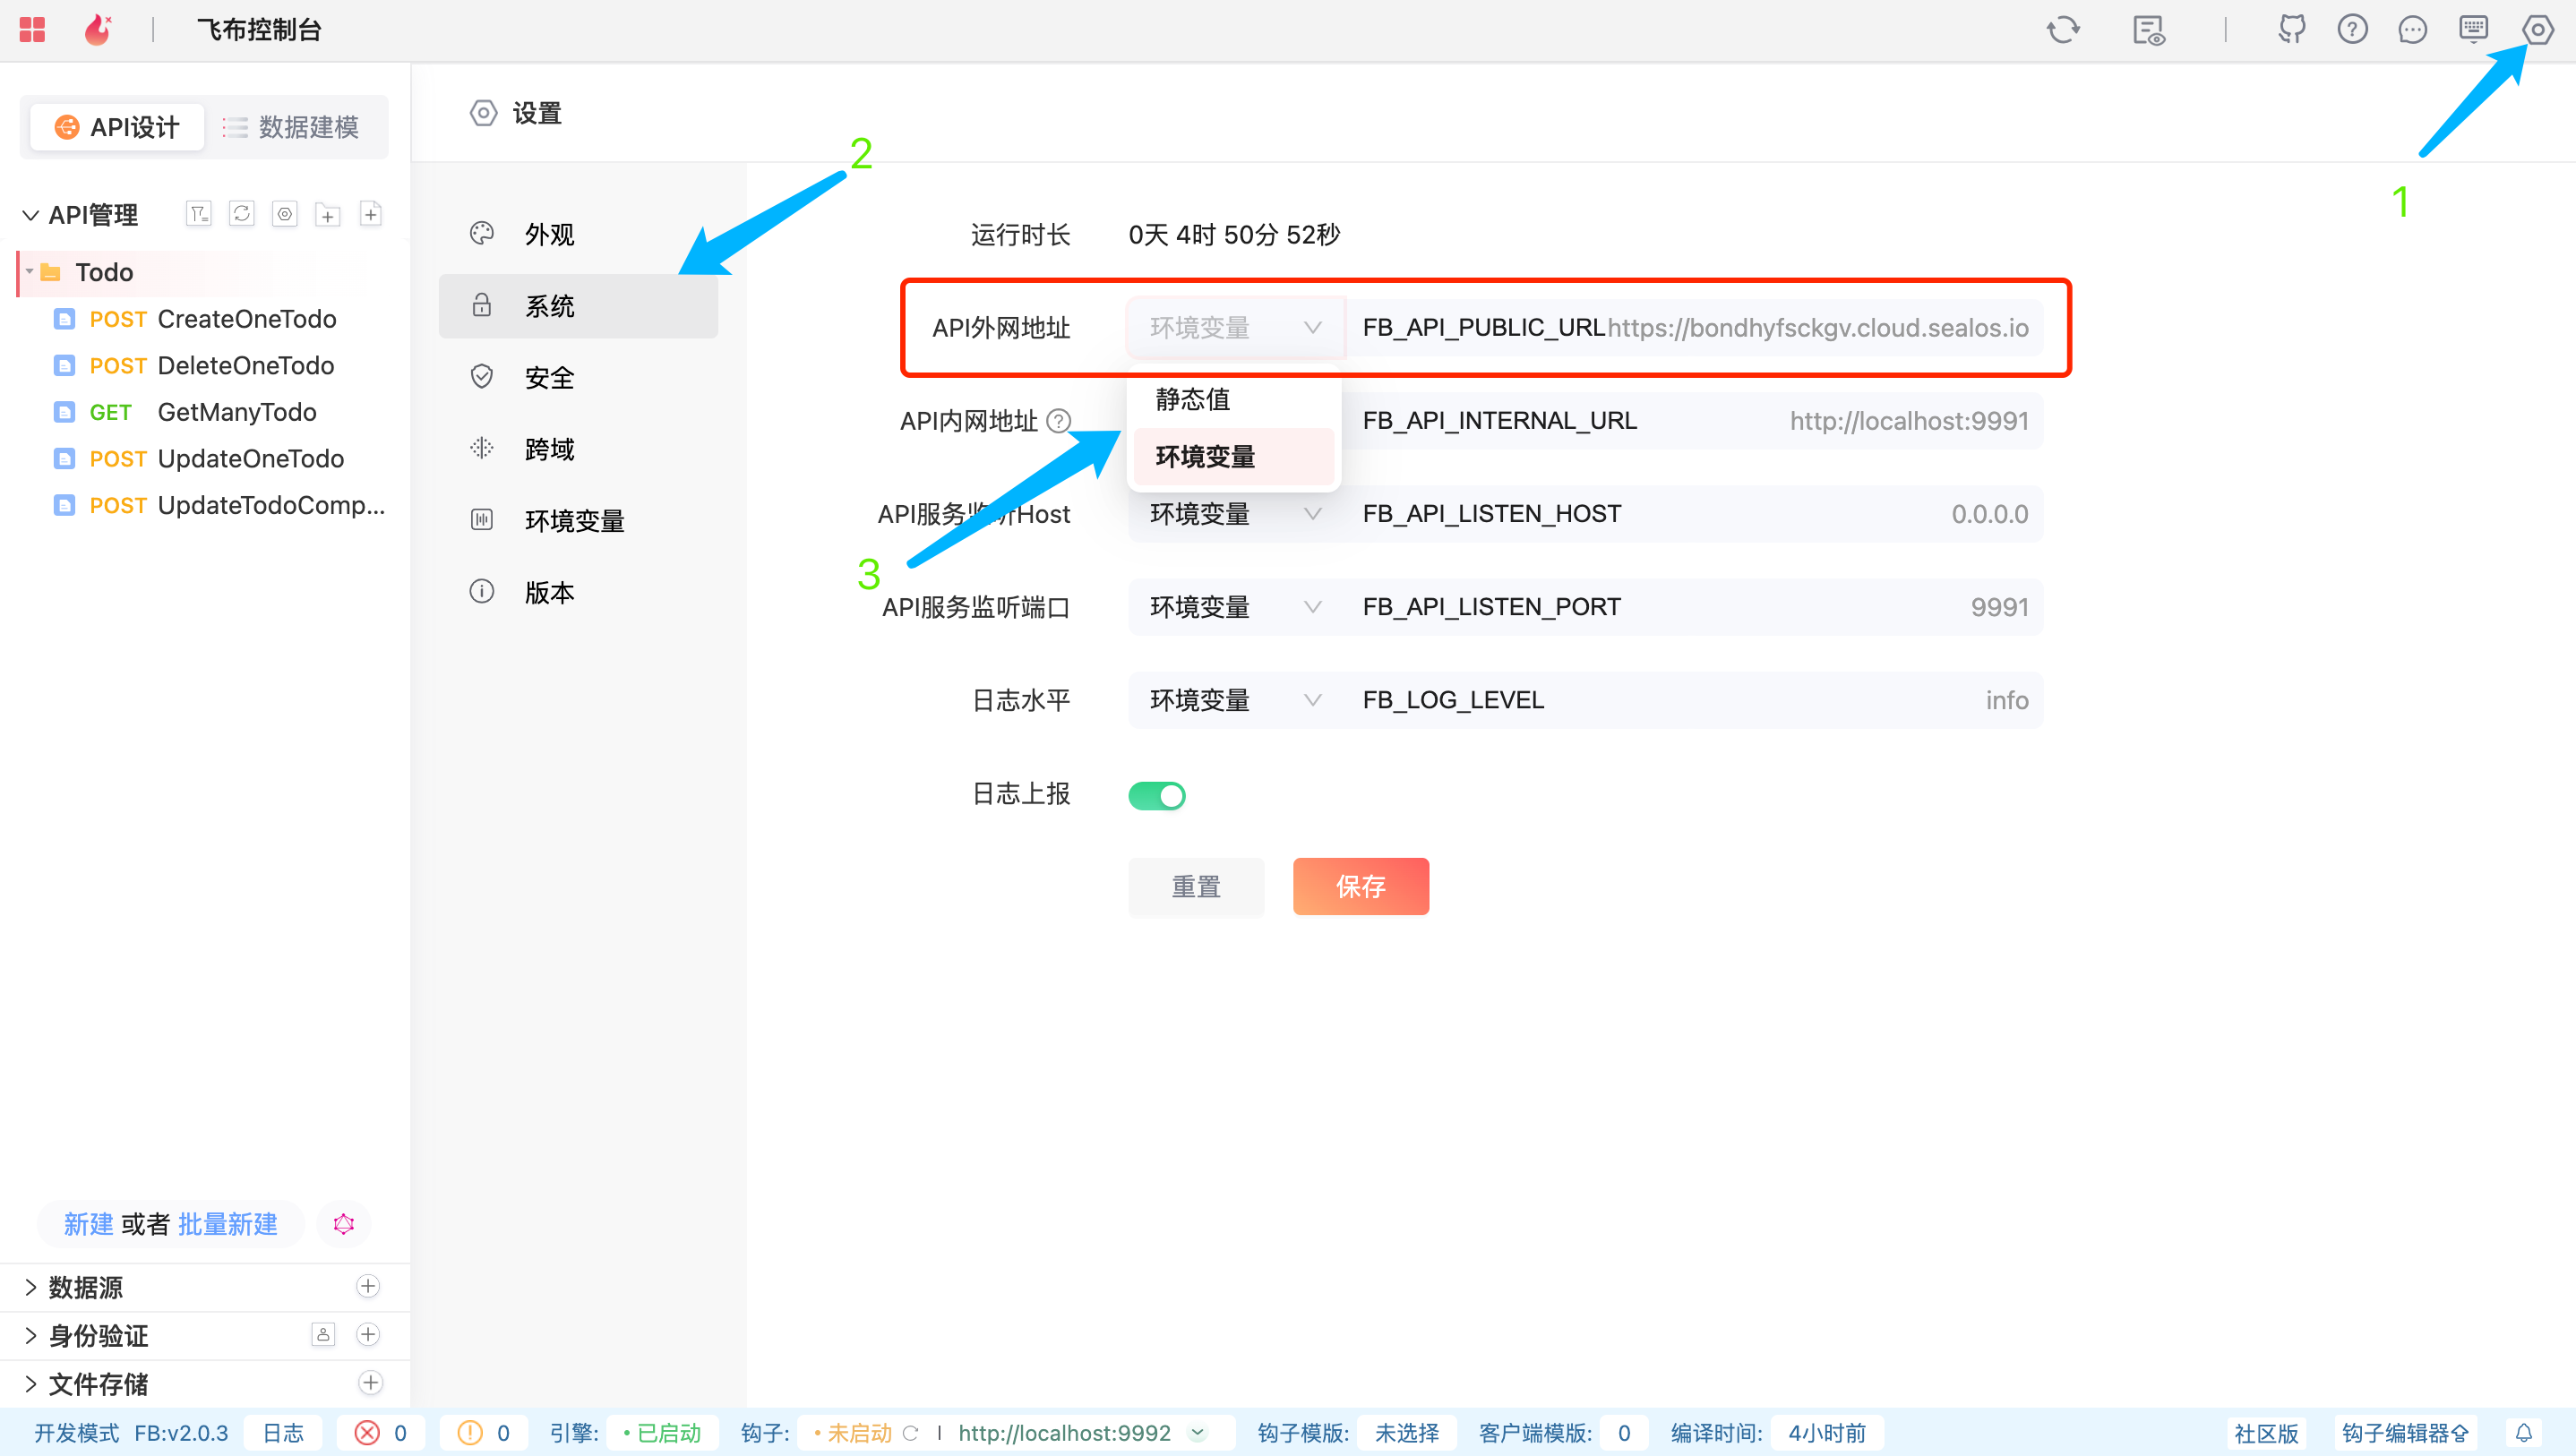 飞布控制台
1
API设计 数据建模
设置
2
API管理
Todo
POST CreateOneTodo
POST DeleteOneTodo
GET GetManyTodo
POST UpdateOneTodo
POST UpdateTodoComp...
外观
系统
安全
跨域
环境变量
版本
运行时长 0天 4时 50分 52秒
API外网地址 环境变量 FB_API_PUBLIC_URL https://bondhyfsckgv.cloud.sealos.io
静态值
环境变量
API内网地址 FB_API_INTERNAL_URL http://localhost:9991
API服务监听Host 环境变量 FB_API_LISTEN_HOST 0.0.0.0
3
API服务监听端口 环境变量 FB_API_LISTEN_PORT 9991
日志水平 环境变量 FB_LOG_LEVEL info
日志上报
重置 保存
新建 或者 批量新建
数据源
身份验证
文件存储
开发模式 FB:v2.0.3 日志 0 0 引擎: 已启动 钩子: 未启动 | http://localhost:9992 钩子模版: 未选择 客户端模版: 0 编译时间: 4小时前 社区版 钩子编辑器